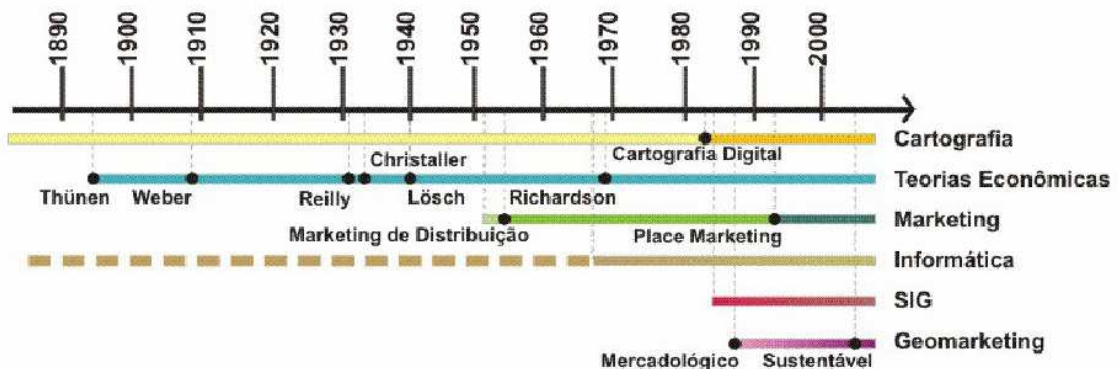 1890 1900 1910 1920 1930 1940 1950 1960 1970 1980 1990 2000
Cartografia
Christaller Cartografia Digital
Teorias Econômicas
Thünen Weber Reilly Lösch Richardson
Marketing
Marketing de Distribuição Place Marketing
Informática
SIG
Geomarketing
Mercadológico Sustentável